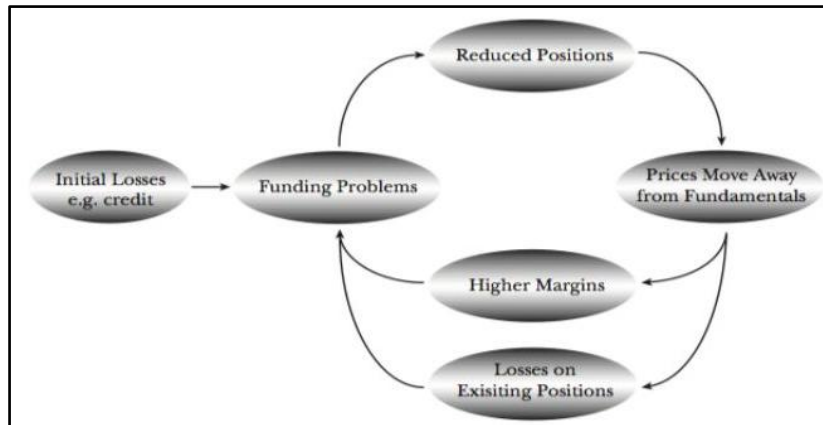 Reduced Positions
Initial Losses
e.g. credit
Funding Problems
Prices Move Away
from Fundamentals
Higher Margins
Losses on
Exisiting Positions